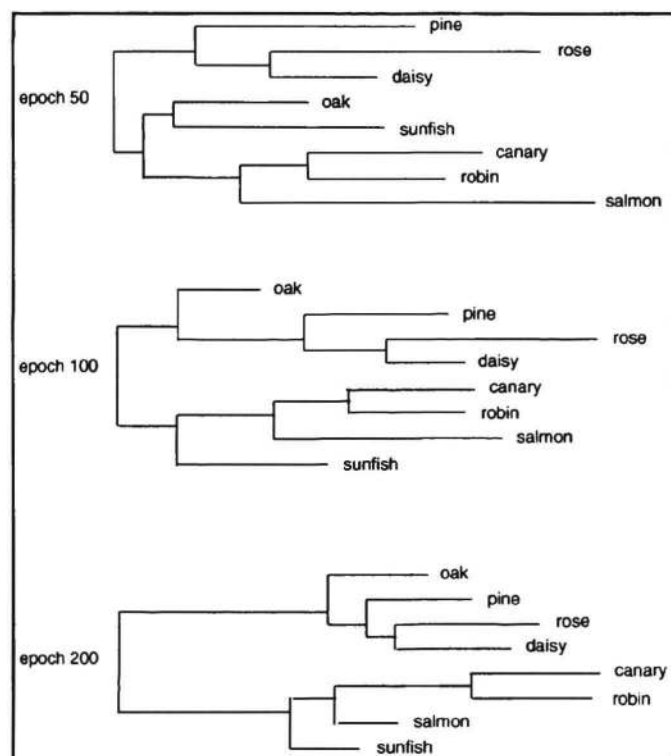 pine
rose
daisy
epoch 50
oak
sunfish
canary
robin
salmon
oak
pine
rose
epoch 100
daisy
canary
robin
salmon
sunfish
oak
pine
rose
daisy
epoch 200
canary
robin
salmon
sunfish